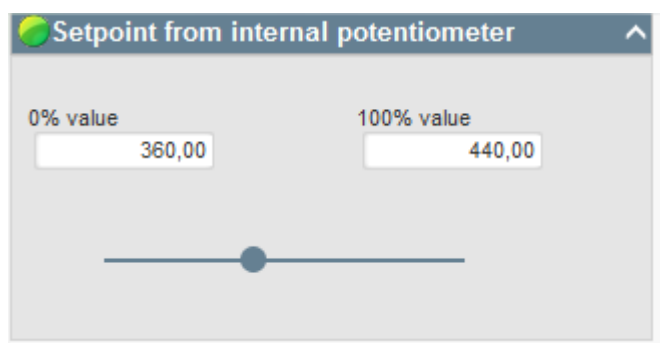 Setpoint from internal potentiometer
0% value 100% value
360,00 440,00